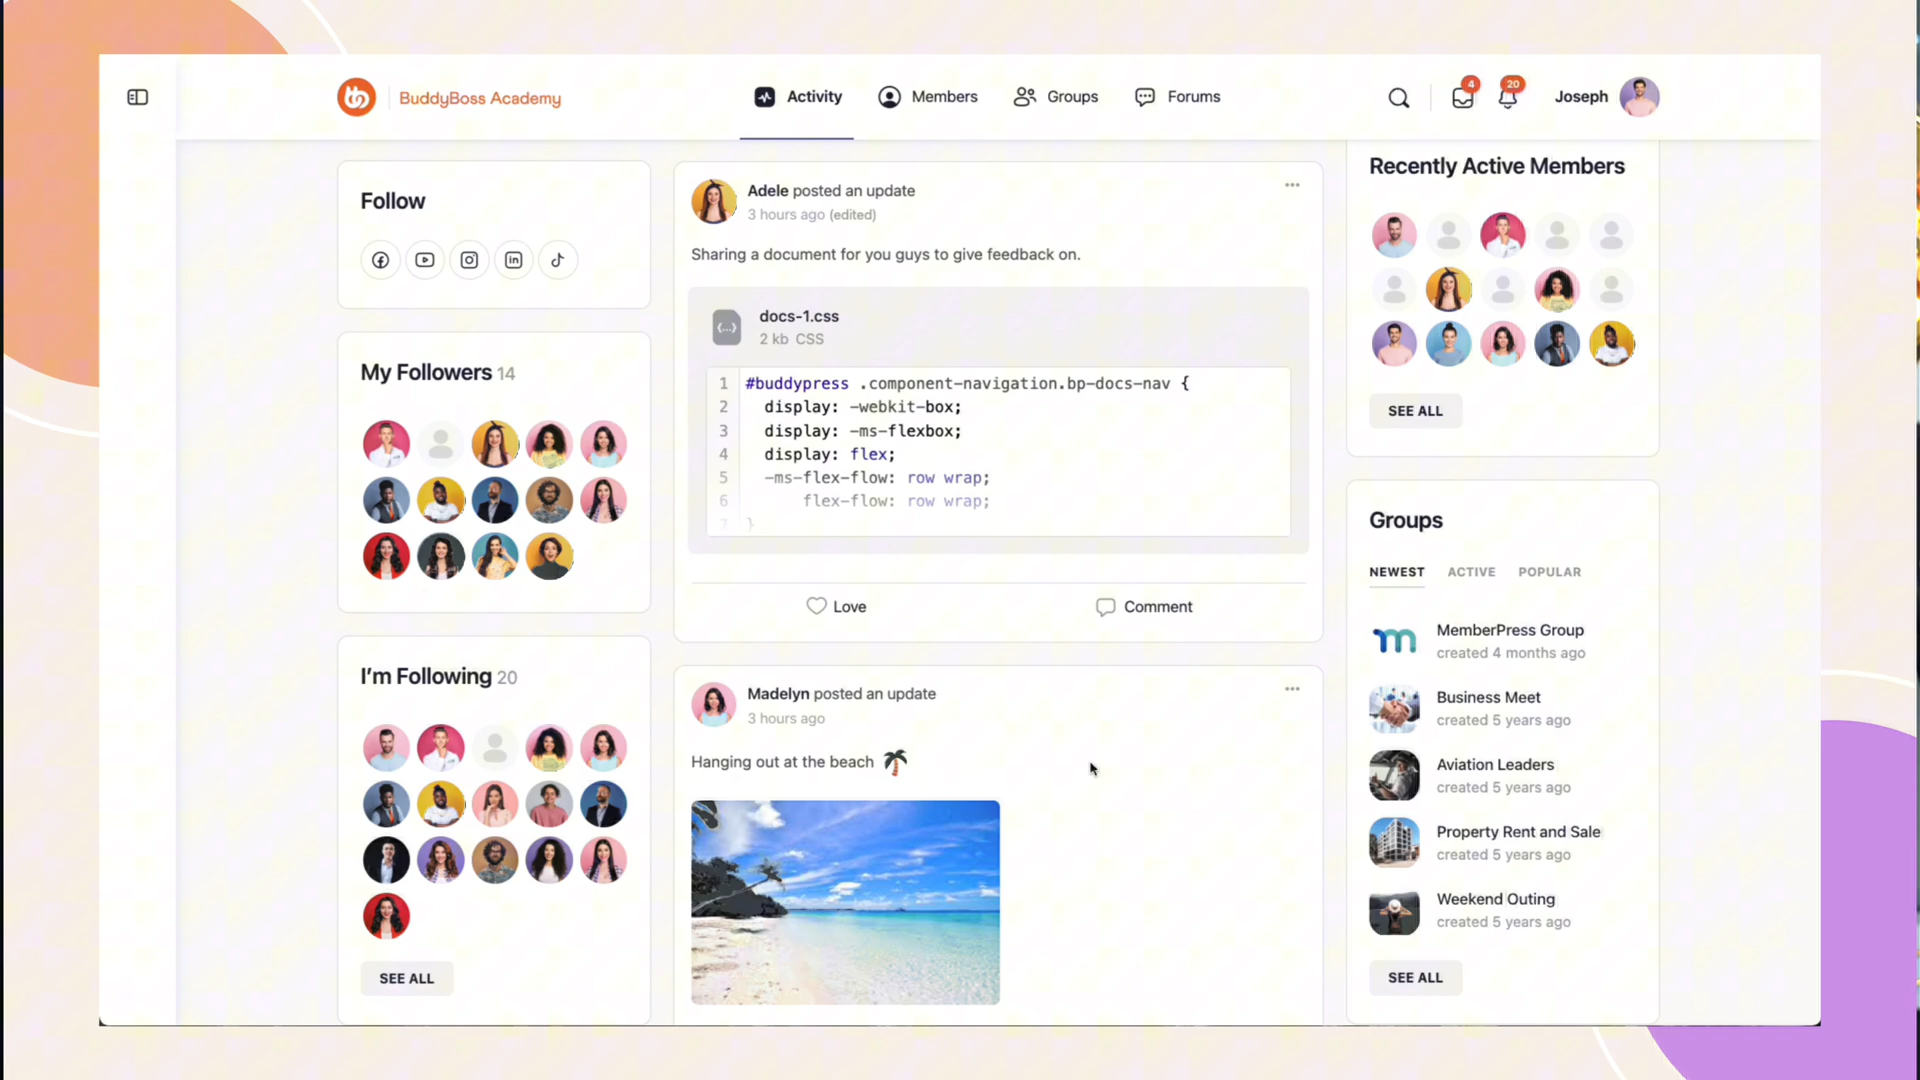 BuddyBoss Academy
Activity
Members
Groups
Forums
4
20
Joseph
Follow
My Followers 14
I'm Following 20
SEE ALL
Adele posted an update
3 hours ago (edited)
Sharing a document for you guys to give feedback on.
docs-1.css
2 kb CSS
1 #buddypress .component-navigation.bp-docs-nav {
2 display: -webkit-box;
3 display: -ms-flexbox;
4 display: flex;
5 -ms-flex-flow: row wrap;
6 flex-flow: row wrap;
7 }
Love
Comment
Madelyn posted an update
3 hours ago
Hanging out at the beach 🌴
Recently Active Members
SEE ALL
Groups
NEWEST ACTIVE POPULAR
MemberPress Group
created 4 months ago
Business Meet
created 5 years ago
Aviation Leaders
created 5 years ago
Property Rent and Sale
created 5 years ago
Weekend Outing
created 5 years ago
SEE ALL